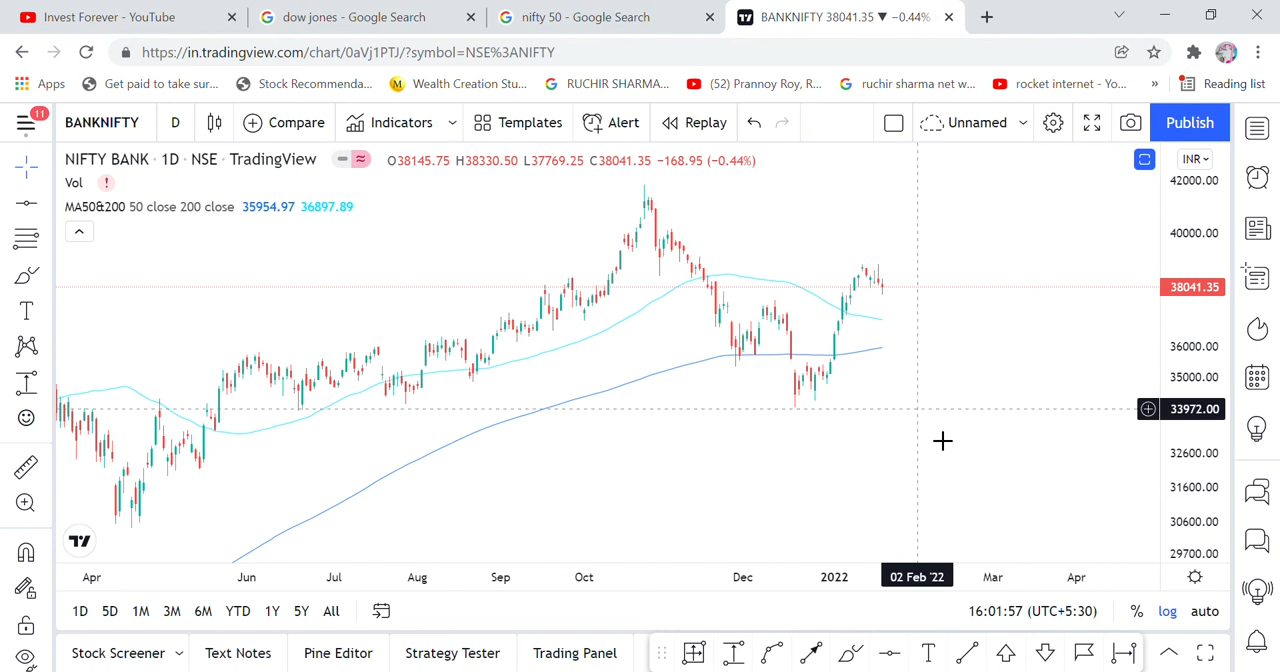 Invest Forever - YouTube
dow jones - Google Search
nifty 50 - Google Search
BANKNIFTY 38041.35 ▼ −0.44%
https://in.tradingview.com/chart/0aVj1PTJ/?symbol=NSE%3ANIFTY
Apps
Get paid to take sur...
Stock Recommenda...
M Wealth Creation Stu...
RUCHIR SHARMA...
(52) Prannoy Roy, R...
ruchir sharma net w...
rocket internet - Yo...
»
Reading list
11
BANKNIFTY
D
Compare
Indicators
Templates
Alert
Replay
Unnamed
Publish
NIFTY BANK · 1D · NSE · TradingView
O38145.75 H38330.50 L37769.25 C38041.35 −168.95 (−0.44%)
INR
Vol
MA50&200 50 close 200 close 35954.97 36897.89
42000.00
40000.00
38041.35
36000.00
35000.00
33972.00
32600.00
31600.00
30600.00
29700.00
Apr
Jun
Jul
Aug
Sep
Oct
Dec
2022
02 Feb '22
Mar
Apr
1D 5D 1M 3M 6M YTD 1Y 5Y All
16:01:57 (UTC+5:30)
% log auto
Stock Screener
Text Notes
Pine Editor
Strategy Tester
Trading Panel